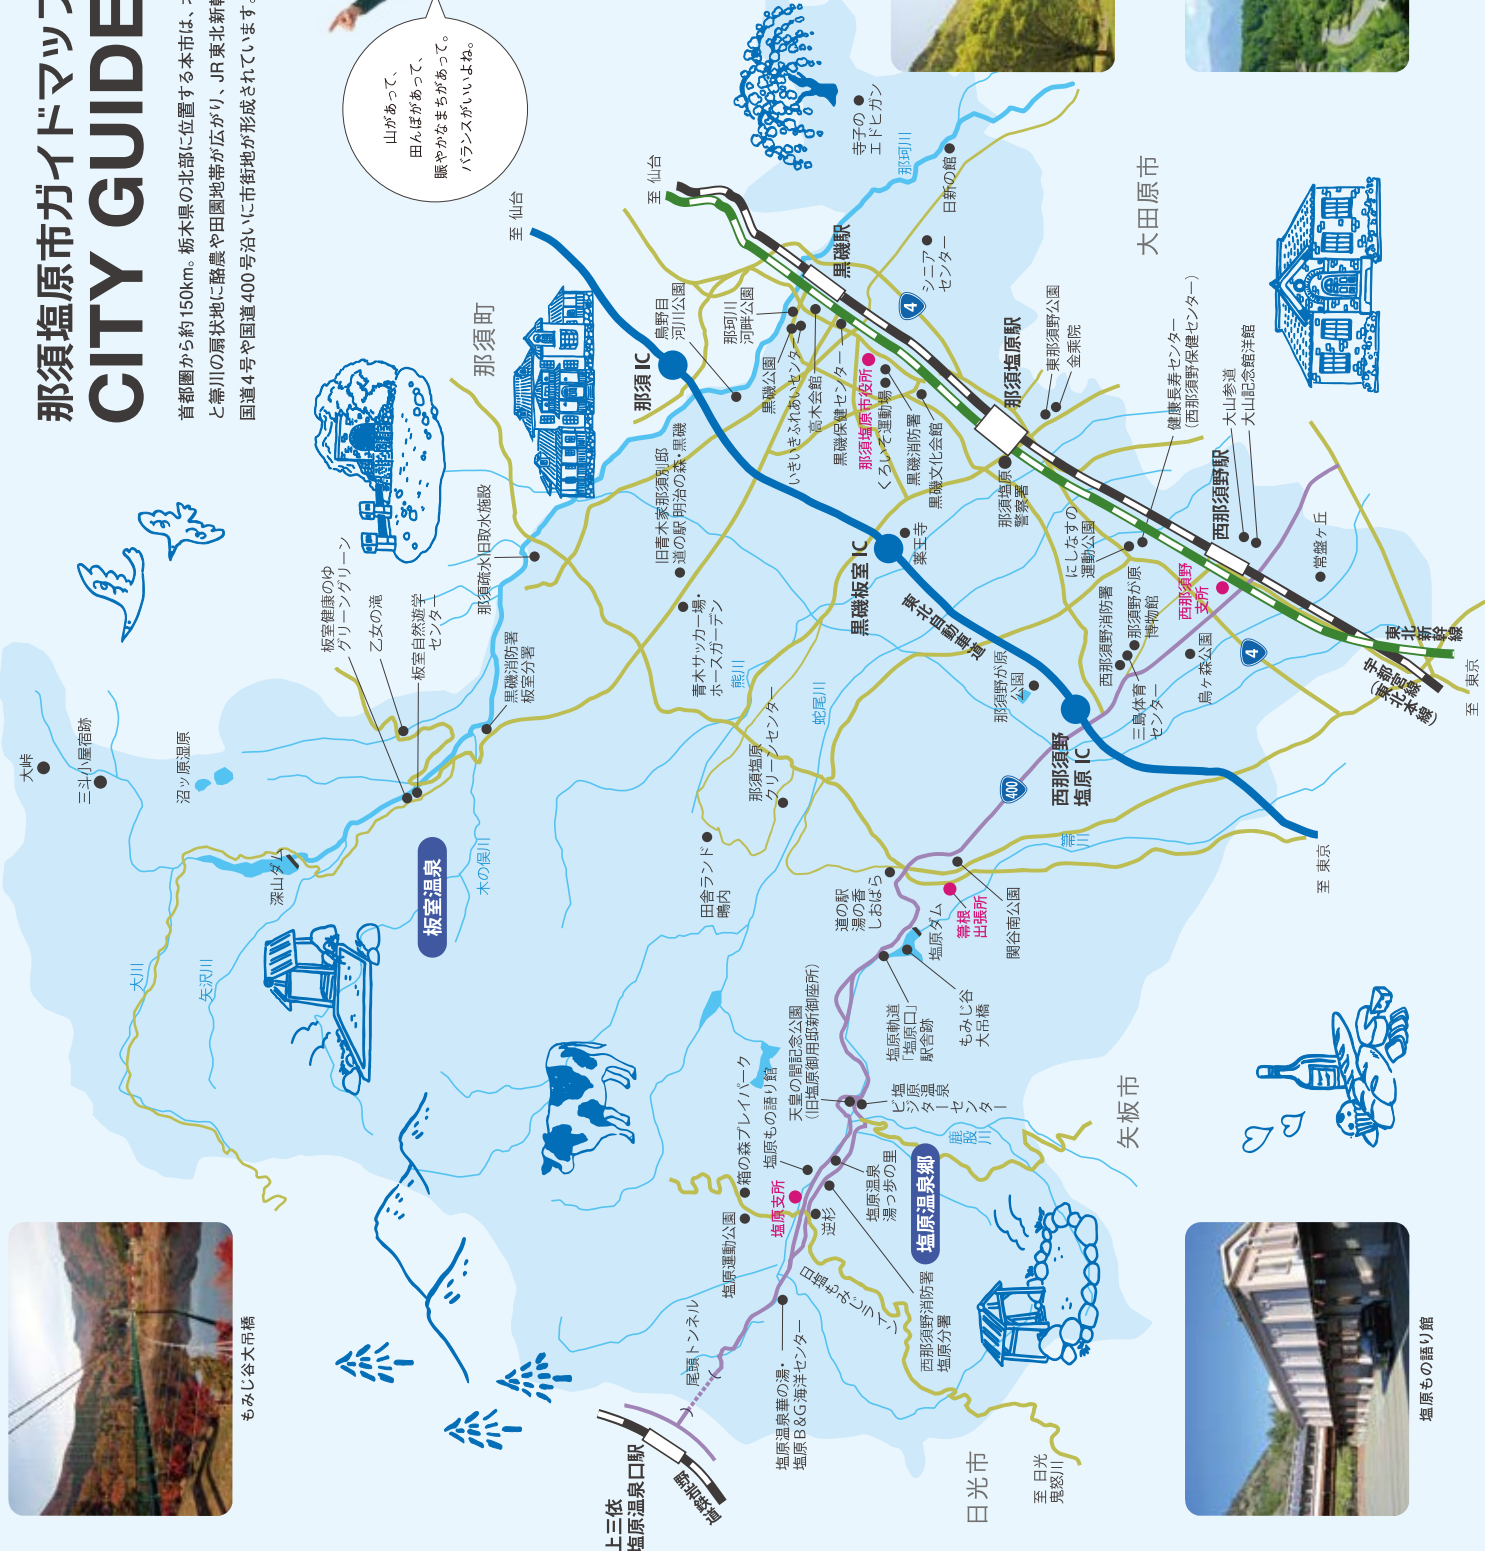 那須塩原市ガイドマップ
CITY GUIDE
首都圏から約150km。栃木県の北部に位置する本市は、
と箒川の扇状地に酪農や田園地帯が広がり、JR東北新幹
国道4号や国道400号沿いに市街地が形成されています。
山があって、
田んぼがあって、
賑やかなまちがあって。
バランスがいいよね。
もみじ谷大吊橋
塩原もの語り館
大峠
三斗小屋宿跡
沼ッ原湿原
深山ダム
大川
矢沢川
板室温泉
木の俣川
板室健康のゆ
グリーングリーン
乙女の滝
板室自然遊学
センター
黒磯消防署
板室分署
那須疏水旧取水施設
那須町
至 仙台
至 仙台
那須IC
烏野目
河川公園
那珂川
河畔公園
黒磯公園
いきいきふれあいセンター
高木会館
黒磯保健センター
那須塩原市役所
くろいそ運動場
黒磯消防署
黒磯文化会館
黒磯駅
4
シニア
センター
日新の館
那珂川
寺子の
エドヒガン
大田原市
旧青木家那須別邸
道の駅 明治の森・黒磯
青木サッカー場・
ホースガーデン
熊川
蛇尾川
黒磯板室IC
薬王寺
東北自動車道
那須塩原
警察署
那須塩原駅
東那須野公園
金乗院
健康長寿センター
(西那須野保健センター)
大山参道
大山記念館洋館
西那須野駅
にしなすの
運動公園
西那須野
支所
常盤ヶ丘
那須野が原
博物館
西那須野消防署
三島体育
センター
烏ヶ森公園
4
東北新幹線
宇都宮線
(東北本線)
至 東京
那須野が原
公園
西那須野
塩原IC
400
箒川
至 東京
那須塩原
クリーンセンター
田舎ランド
鴫内
道の駅
湯の香
しおばら
塩原ダム
箒根
出張所
関谷南公園
塩原軌道
「塩原口」
駅舎跡
もみじ谷
大吊橋
天皇の間記念公園
(旧塩原御用邸新御座所)
塩原温泉
ビジターセンター
鹿股川
矢板市
箱の森プレイパーク
塩原もの語り館
塩原支所
塩原運動公園
逆杉
塩原温泉
湯っ歩の里
塩原温泉郷
西那須野消防署
塩原分署
日塩もみじライン
尾頭トンネル
塩原温泉華の湯・
塩原B&G海洋センター
上三依
塩原温泉口駅
野岩鉄道
日光市
至 日光
鬼怒川